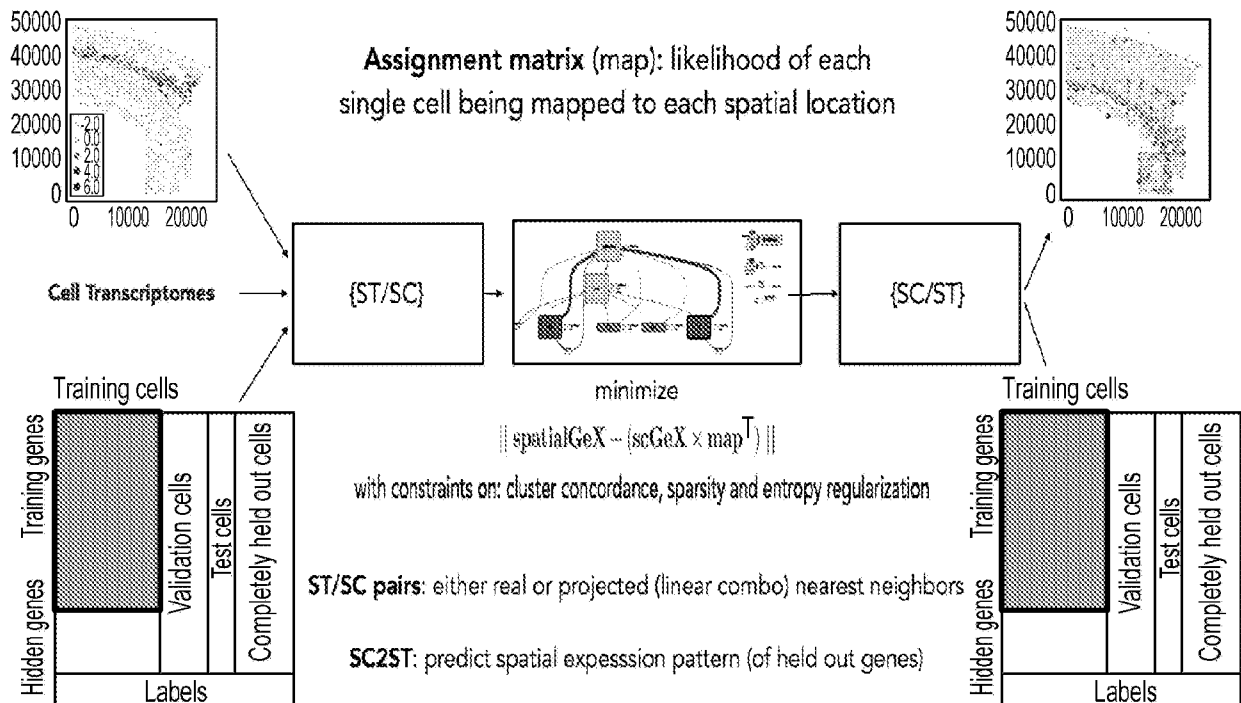 50000
40000
30000
20000
10000
0
-2.0
0.0
2.0
4.0
6.0
0 10000 20000
Assignment matrix (map): likelihood of each
single cell being mapped to each spatial location
50000
40000
30000
20000
10000
0
0 10000 20000
Cell Transcriptomes
{ST/SC}
{SC/ST}
Training cells
Training genes
Hidden genes
Validation cells
Test cells
Completely held out cells
Labels
minimize
|| spatialGeX – (scGeX × map^T) ||
with constraints on: cluster concordance, sparsity and entropy regularization
ST/SC pairs: either real or projected (linear combo) nearest neighbors
SC2ST: predict spatial expesssion pattern (of held out genes)
Training cells
Training genes
Hidden genes
Validation cells
Test cells
Completely held out cells
Labels